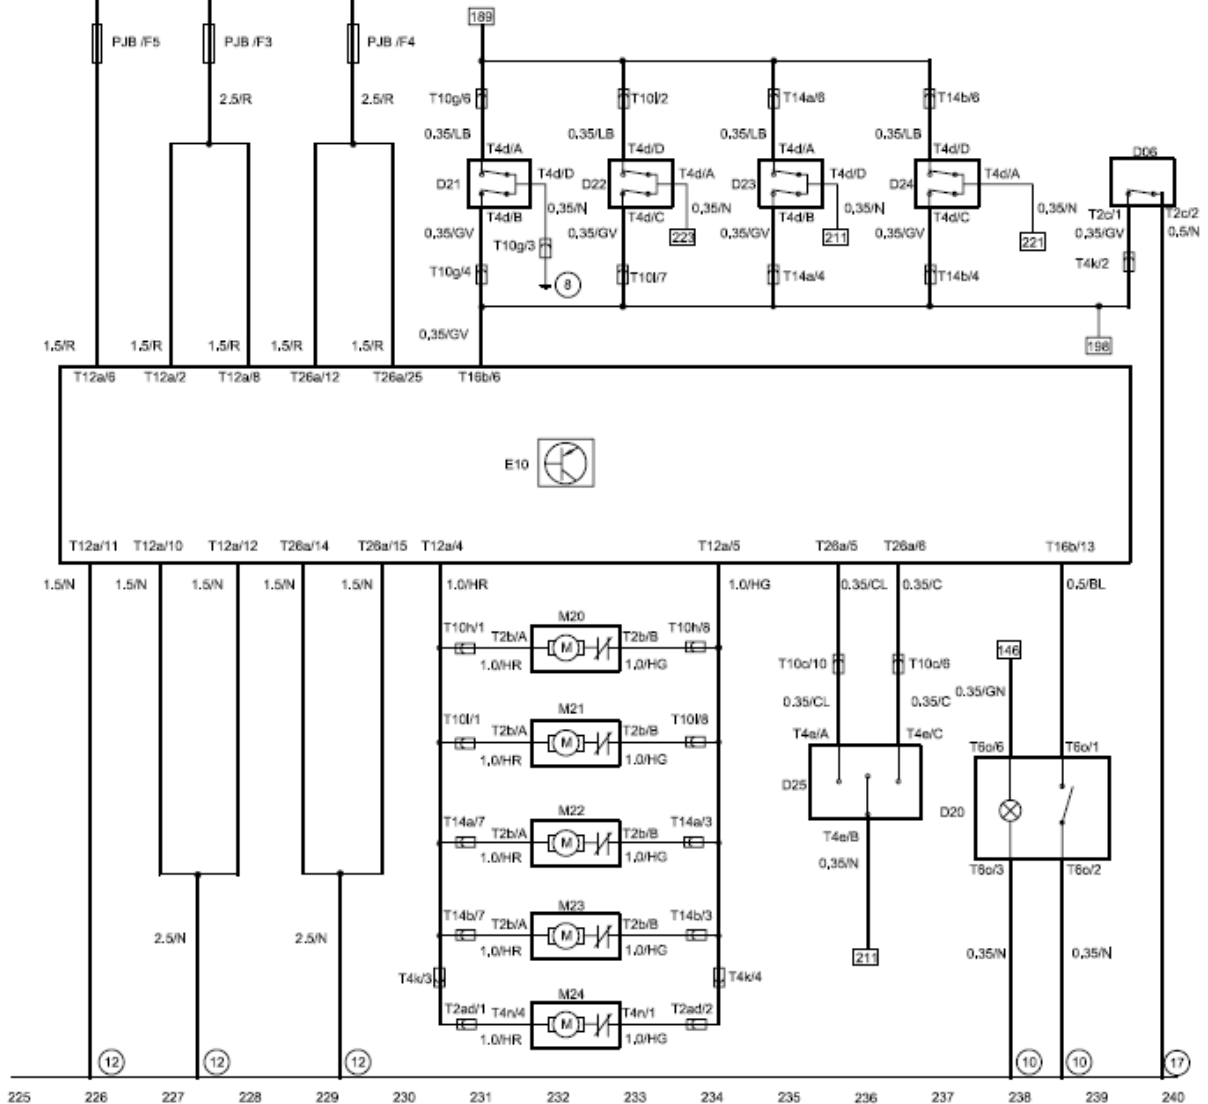 189
PJB /F5 PJB /F3 PJB /F4
2.5/R 2.5/R T10g/6 T10l/2 T14a/6 T14b/6
0.35/LB 0.35/LB 0.35/LB 0.35/LB
T4d/A T4d/D T4d/A T4d/D D06
D21 T4d/D D22 T4d/A D23 T4d/D D24 T4d/A
0.35/N 0.35/N 0,35/N 0.35/N
T4d/B T4d/C T4d/B T4d/C T2c/1 T2c/2
0,35/GV 0,35/GV 0,35/GV 0,35/GV 0,35/GV 0,5/N
223 211 221
T10g/3
T10g/4 T10l/7 T14a/4 T14b/4 T4k/2
8
0,35/GV
1.5/R 1.5/R 1.5/R 1.5/R 1.5/R 198
T12a/6 T12a/2 T12a/8 T26a/12 T26a/25 T16b/6
E10
T12a/11 T12a/10 T12a/12 T26a/14 T26a/15 T12a/4 T12a/5 T26a/5 T26a/6 T16b/13
1.5/N 1.5/N 1.5/N 1.5/N 1.5/N 1.0/HR 1.0/HG 0.35/CL 0.35/C 0,5/BL
M20
T10h/1 T2b/A T2b/B T10h/8
1.0/HR 1.0/HG
146
T10c/10 T10c/6
0.35/CL 0.35/C 0.35/GN
M21
T10l/1 T2b/A T2b/B T10l/8
1,0/HR 1,0/HG
T4e/A T4e/C T6o/6 T6o/1
D25 D20
M22
T14a/7 T2b/A T2b/B T14a/3
1,0/HR 1,0/HG
T4e/B
0,35/N
T6o/3 T6o/2
M23
T14b/7 T2b/A T2b/B T14b/3
1,0/HR 1,0/HG
2.5/N 2.5/N
211 0,35/N 0,35/N
T4k/3 T4k/4
M24
T2ad/1 T4n/4 T4n/1 T2ad/2
1.0/HR 1,0/HG
M M M M M
12 12 12 10 10 17
225 226 227 228 229 230 231 232 233 234 235 236 237 238 239 240